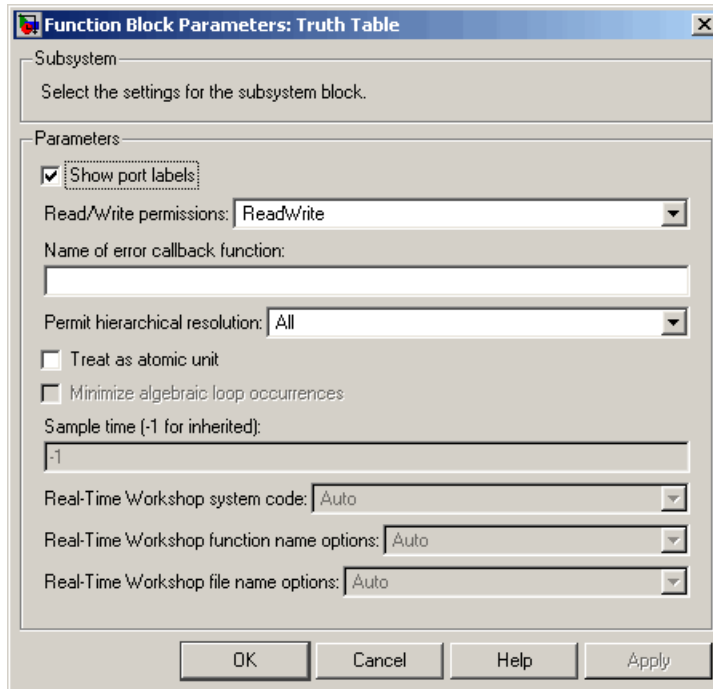 Function Block Parameters: Truth Table
Subsystem
Select the settings for the subsystem block.
Parameters
Show port labels
Read/Write permissions: ReadWrite
Name of error callback function:
Permit hierarchical resolution: All
Treat as atomic unit
Minimize algebraic loop occurrences
Sample time (-1 for inherited):
-1
Real-Time Workshop system code: Auto
Real-Time Workshop function name options: Auto
Real-Time Workshop file name options: Auto
OK Cancel Help Apply